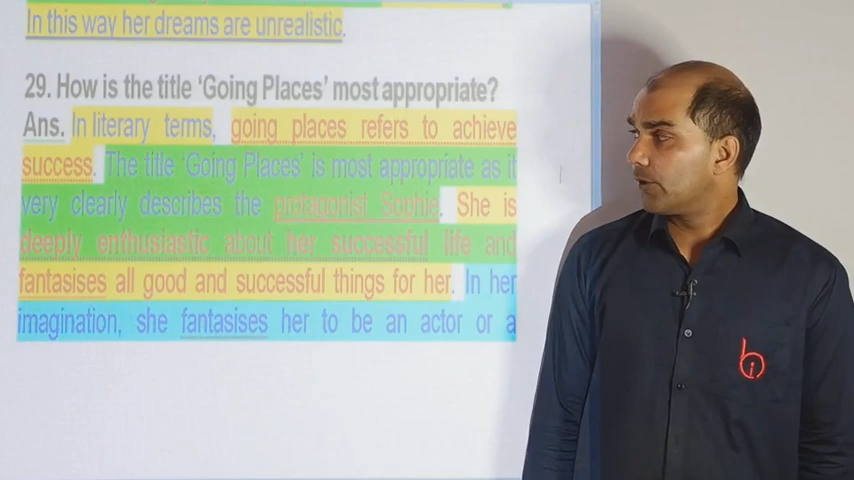 In this way her dreams are unrealistic.
29. How is the title 'Going Places' most appropriate?
Ans. In literary terms, going places refers to achieve
success. The title 'Going Places' is most appropriate as it
very clearly describes the protagonist Sophie. She is
deeply enthusiastic about her successful life and
fantasises all good and successful things for her. In her
imagination, she fantasises her to be an actor or a